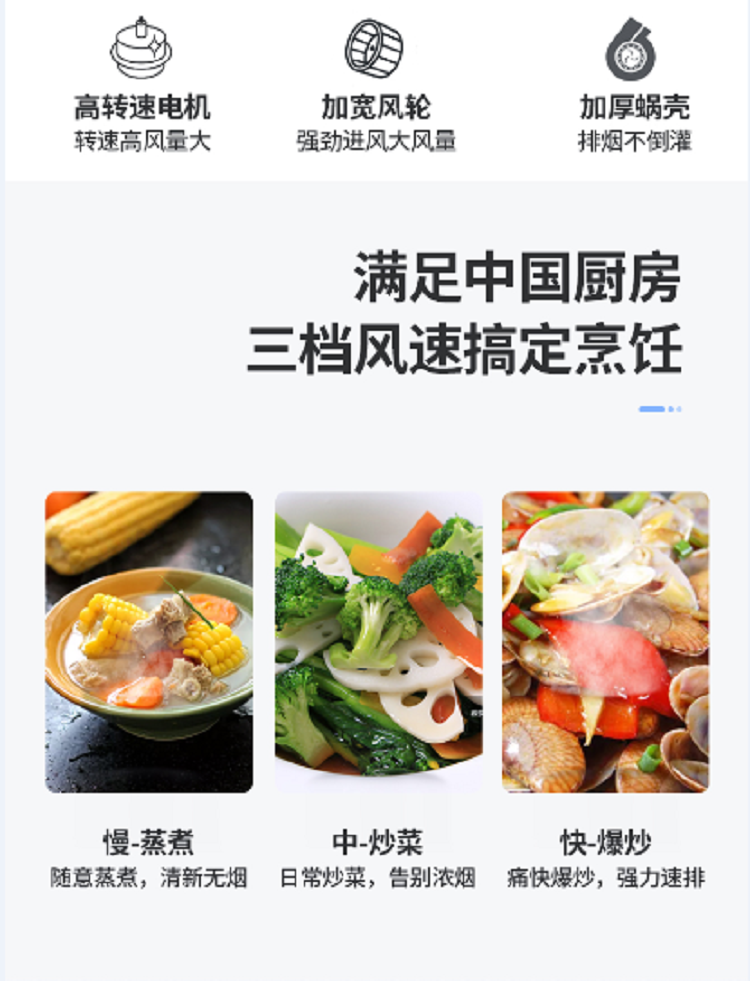 高转速电机
加宽风轮
加厚蜗壳
转速高风量大
强劲进风大风量
排烟不倒灌
满足中国厨房
三档风速搞定烹饪
慢-蒸煮
中-炒菜
快-爆炒
随意蒸煮，清新无烟
日常炒菜，告别浓烟
痛快爆炒，强力速排